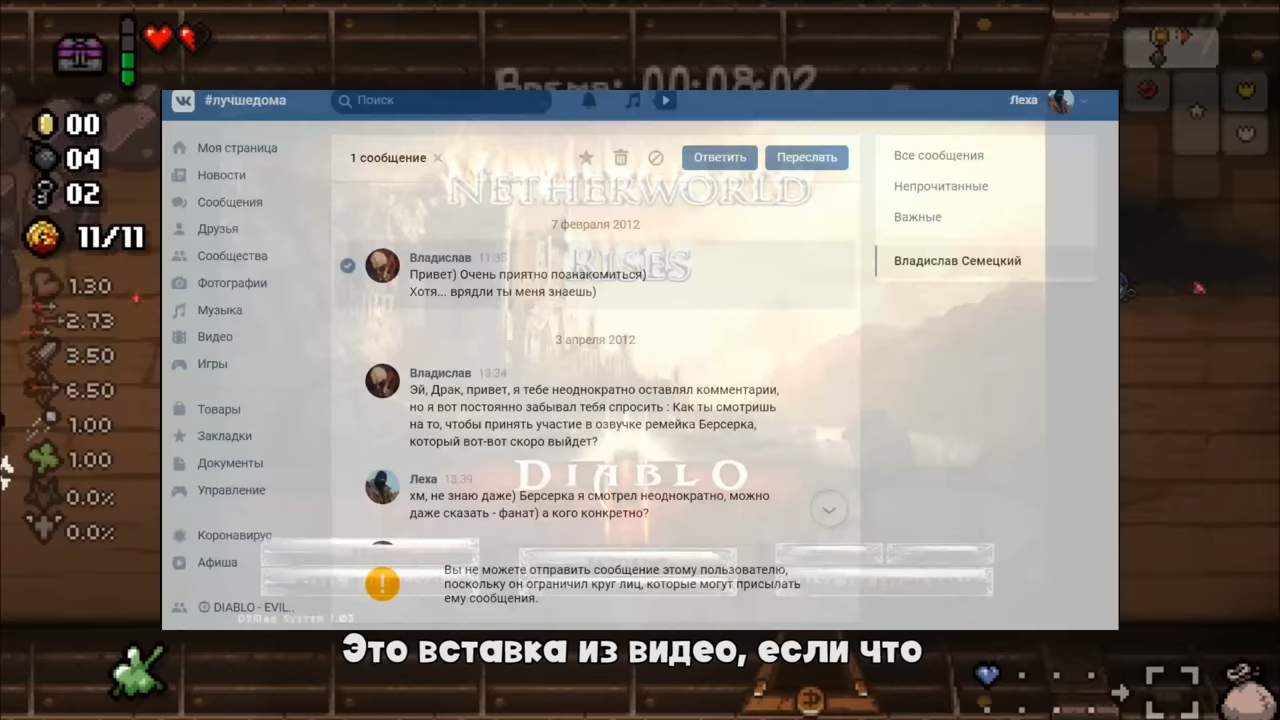 Время: 00:08:02
00
04
02
11/11
1.30
2.73
3.50
6.50
1.00
1.00
0.0%
0.0%
#лучшедома
Поиск
Леха
Моя страница
Новости
Сообщения
Друзья
Сообщества
Фотографии
Музыка
Видео
Игры
Товары
Закладки
Документы
Управление
Коронавирус
Афиша
DIABLO - EVIL..
1 сообщение
Ответить
Переслать
NETHERWORLD
RISES
DIABLO
7 февраля 2012
Владислав 11:35
Привет) Очень приятно познакомиться)
Хотя... врядли ты меня знаешь)
3 апреля 2012
Владислав 13:34
Эй, Драк, привет, я тебе неоднократно оставлял комментарии,
но я вот постоянно забывал тебя спросить : Как ты смотришь
на то, чтобы принять участие в озвучке ремейка Берсерка,
который вот-вот скоро выйдет?
Леха 13:39
хм, не знаю даже) Берсерка я смотрел неоднократно, можно
даже сказать - фанат) а кого конкретно?
Вы не можете отправить сообщение этому пользователю,
поскольку он ограничил круг лиц, которые могут присылать
ему сообщения.
Все сообщения
Непрочитанные
Важные
Владислав Семецкий
Это вставка из видео, если что